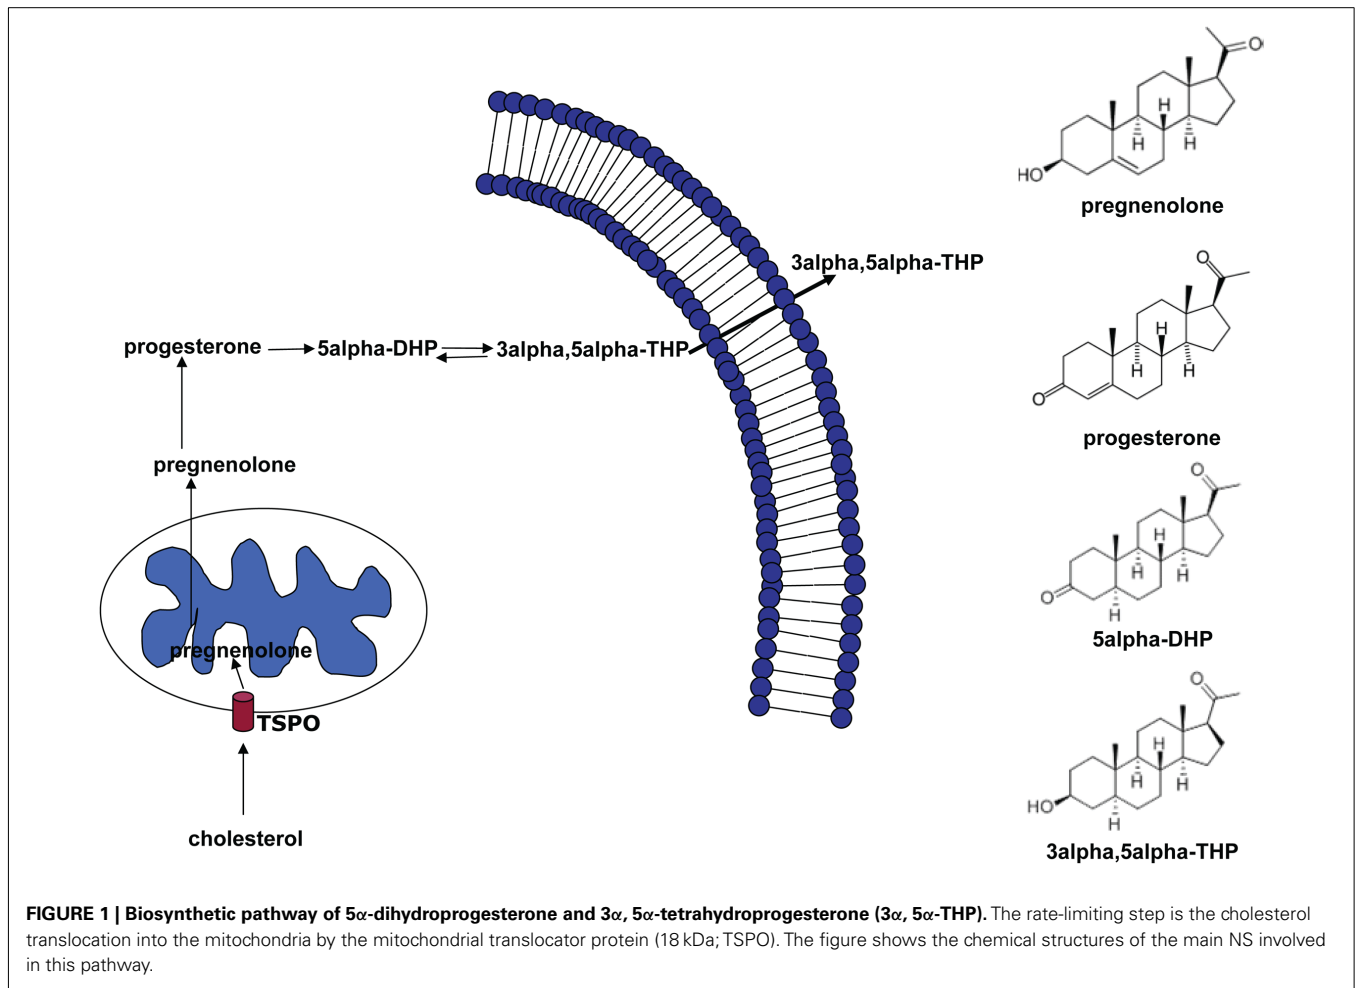 pregnenolone
3alpha,5alpha-THP
progesterone
5alpha-DHP
3alpha,5alpha-THP
pregnenolone
pregnenolone
TSPO
cholesterol
O
H
H
H
HO
pregnenolone
O
H
H
H
O
progesterone
O
H
H
H
O
H
5alpha-DHP
O
H
H
H
HO
H
3alpha,5alpha-THP
FIGURE 1 | Biosynthetic pathway of 5α-dihydroprogesterone and 3α, 5α-tetrahydroprogesterone (3α, 5α-THP). The rate-limiting step is the cholesterol
translocation into the mitochondria by the mitochondrial translocator protein (18 kDa; TSPO). The figure shows the chemical structures of the main NS involved
in this pathway.